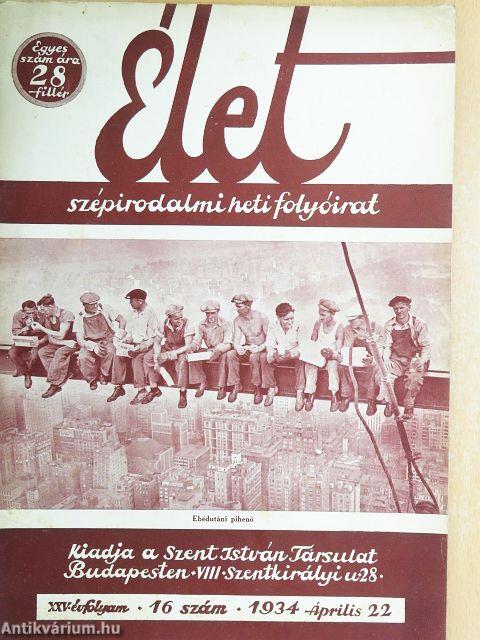 Egyes
szám ára
28
fillér
Élet
szépirodalmi heti folyóirat
Ebédutáni pihenő
Kiadja a Szent István Társulat
Budapesten·VIII·Szentkirályi u·28·
XXV·évfolyam · 16 szám · 1934 ·Április 22
Antikvárium.hu